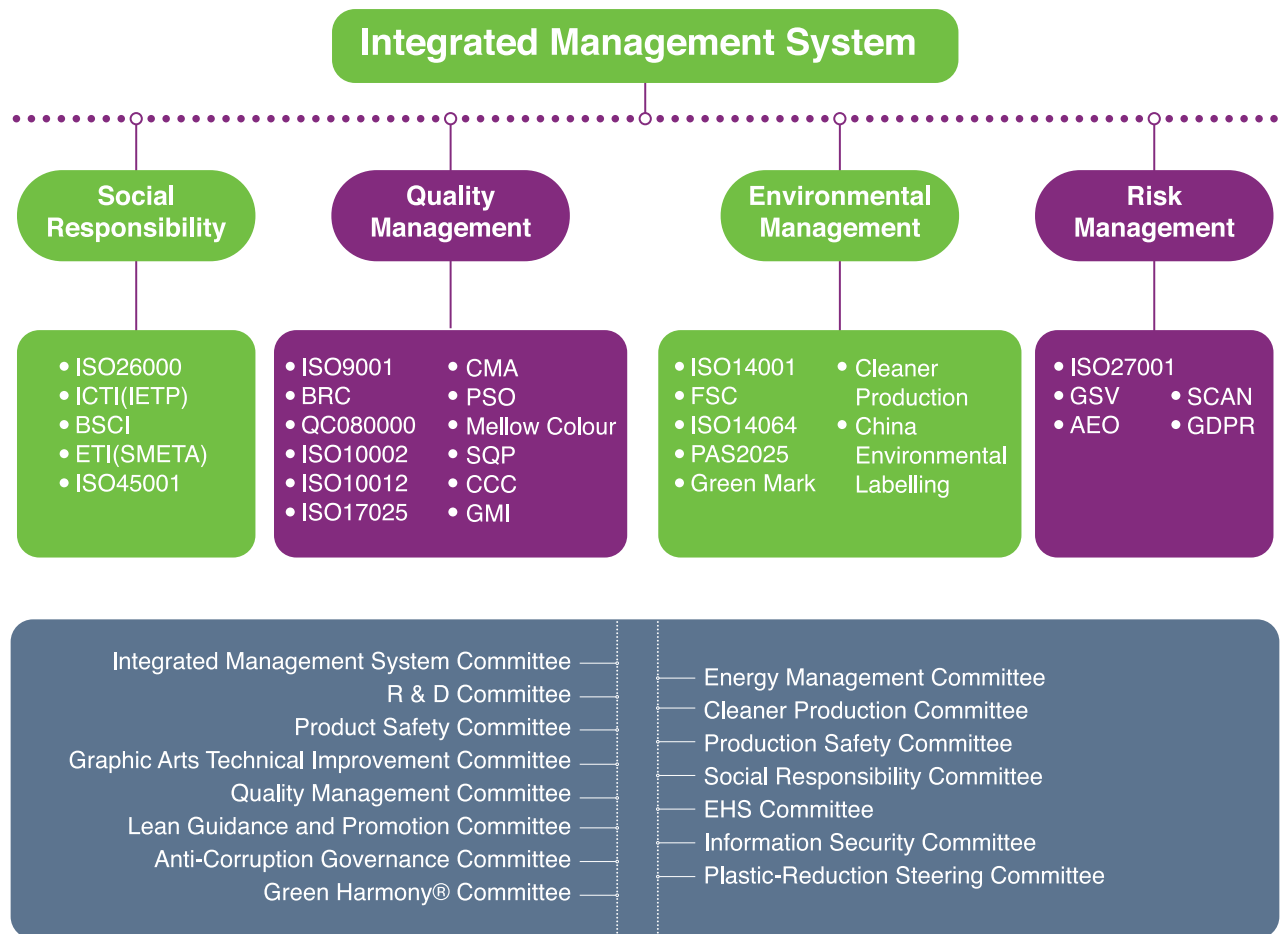 Integrated Management System
Social
Responsibility
Quality
Management
Environmental
Management
Risk
Management
• ISO26000
• ICTI(IETP)
• BSCI
• ETI(SMETA)
• ISO45001
• ISO9001
• BRC
• QC080000
• ISO10002
• ISO10012
• ISO17025
• CMA
• PSO
• Mellow Colour
• SQP
• CCC
• GMI
• ISO14001
• FSC
• ISO14064
• PAS2025
• Green Mark
• Cleaner
Production
• China
Environmental
Labelling
• ISO27001
• GSV
• AEO
• SCAN
• GDPR
Integrated Management System Committee
R & D Committee
Product Safety Committee
Graphic Arts Technical Improvement Committee
Quality Management Committee
Lean Guidance and Promotion Committee
Anti-Corruption Governance Committee
Green Harmony® Committee
Energy Management Committee
Cleaner Production Committee
Production Safety Committee
Social Responsibility Committee
EHS Committee
Information Security Committee
Plastic-Reduction Steering Committee